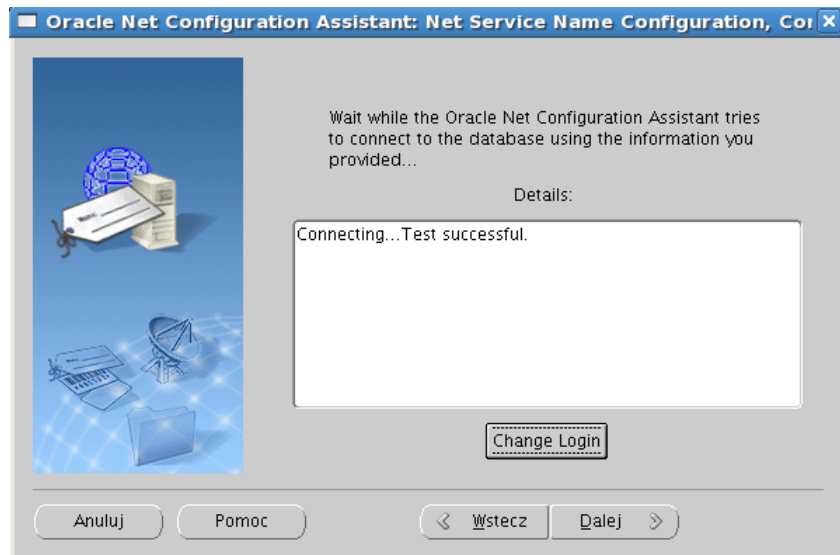 Oracle Net Configuration Assistant: Net Service Name Configuration,
Wait while the Oracle Net Configuration Assistant tries
to connect to the database using the information you
provided...
Details:
Connecting...Test successful.
Change Login
Anuluj Pomoc Wstecz Dalej